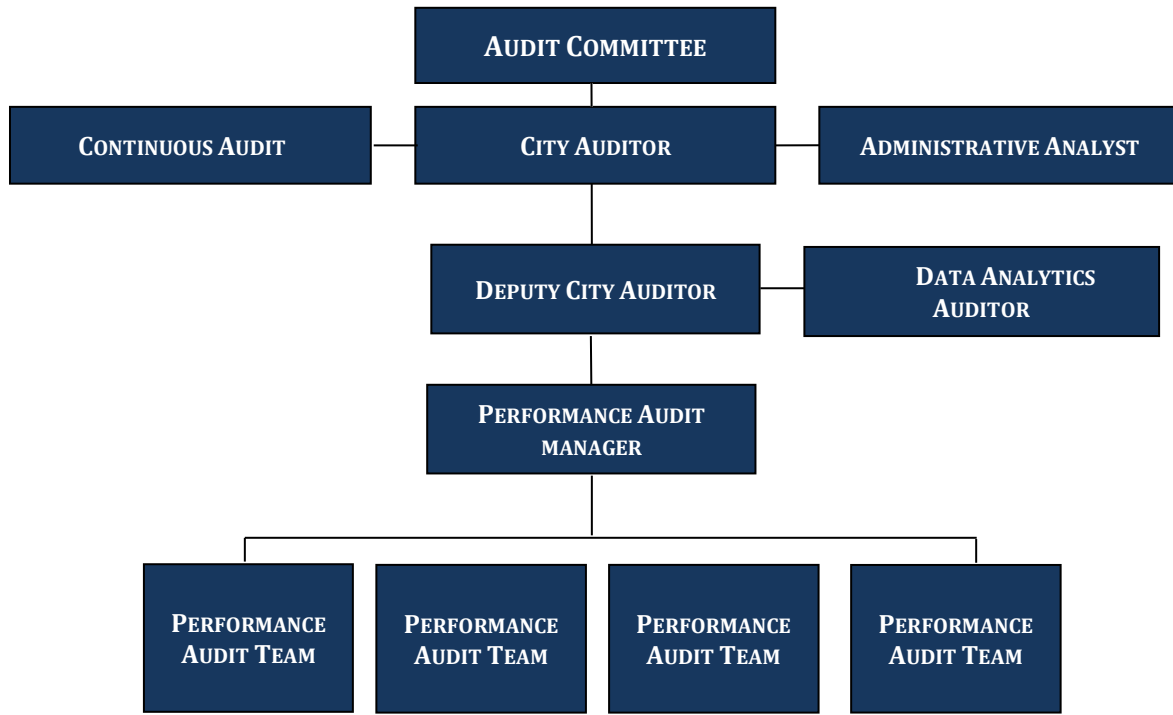 AUDIT COMMITTEE
CONTINUOUS AUDIT
CITY AUDITOR
ADMINISTRATIVE ANALYST
DEPUTY CITY AUDITOR
DATA ANALYTICS
AUDITOR
PERFORMANCE AUDIT
MANAGER
PERFORMANCE
AUDIT TEAM
PERFORMANCE
AUDIT TEAM
PERFORMANCE
AUDIT TEAM
PERFORMANCE
AUDIT TEAM